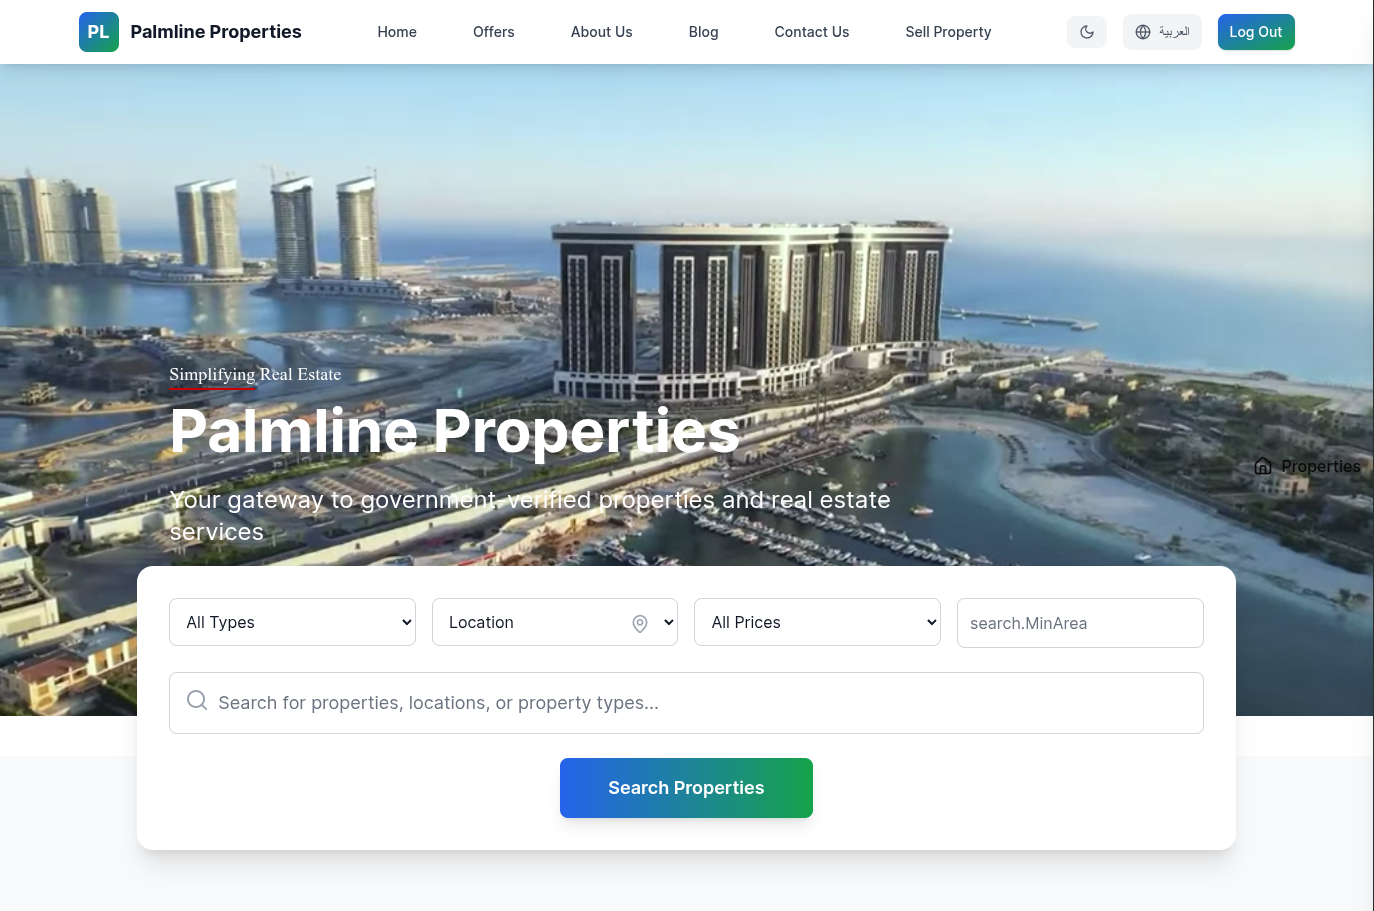 PL Palmline Properties Home Offers About Us Blog Contact Us Sell Property العربية Log Out
Simplifying Real Estate
Palmline Properties
Properties
Your gateway to government-verified properties and real estate
services
All Types Location All Prices search.MinArea
Search for properties, locations, or property types...
Search Properties